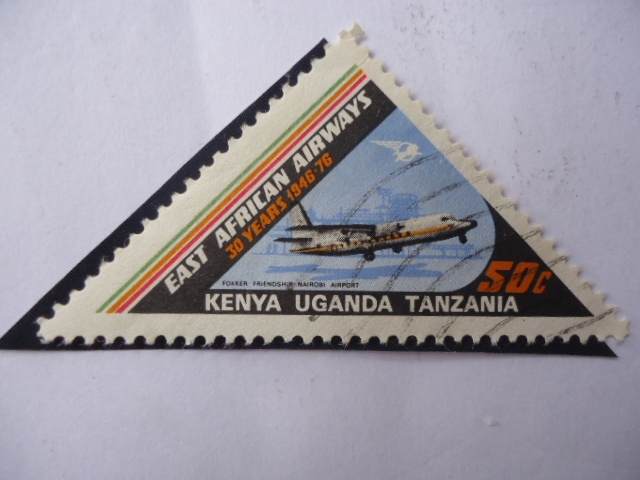 EAST AFRICAN AIRWAYS
30 YEARS 1946-76
50c
FOKKER FRIENDSHIP NAIROBI AIRPORT
KENYA UGANDA TANZANIA